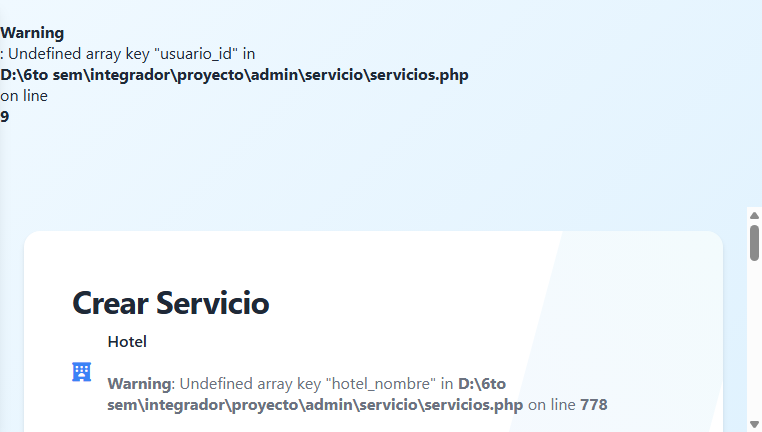 Warning
: Undefined array key "usuario_id" in
D:\6to sem\integrador\proyecto\admin\servicio\servicios.php
on line
9
Crear Servicio
Hotel
Warning: Undefined array key "hotel_nombre" in D:\6to
sem\integrador\proyecto\admin\servicio\servicios.php on line 778